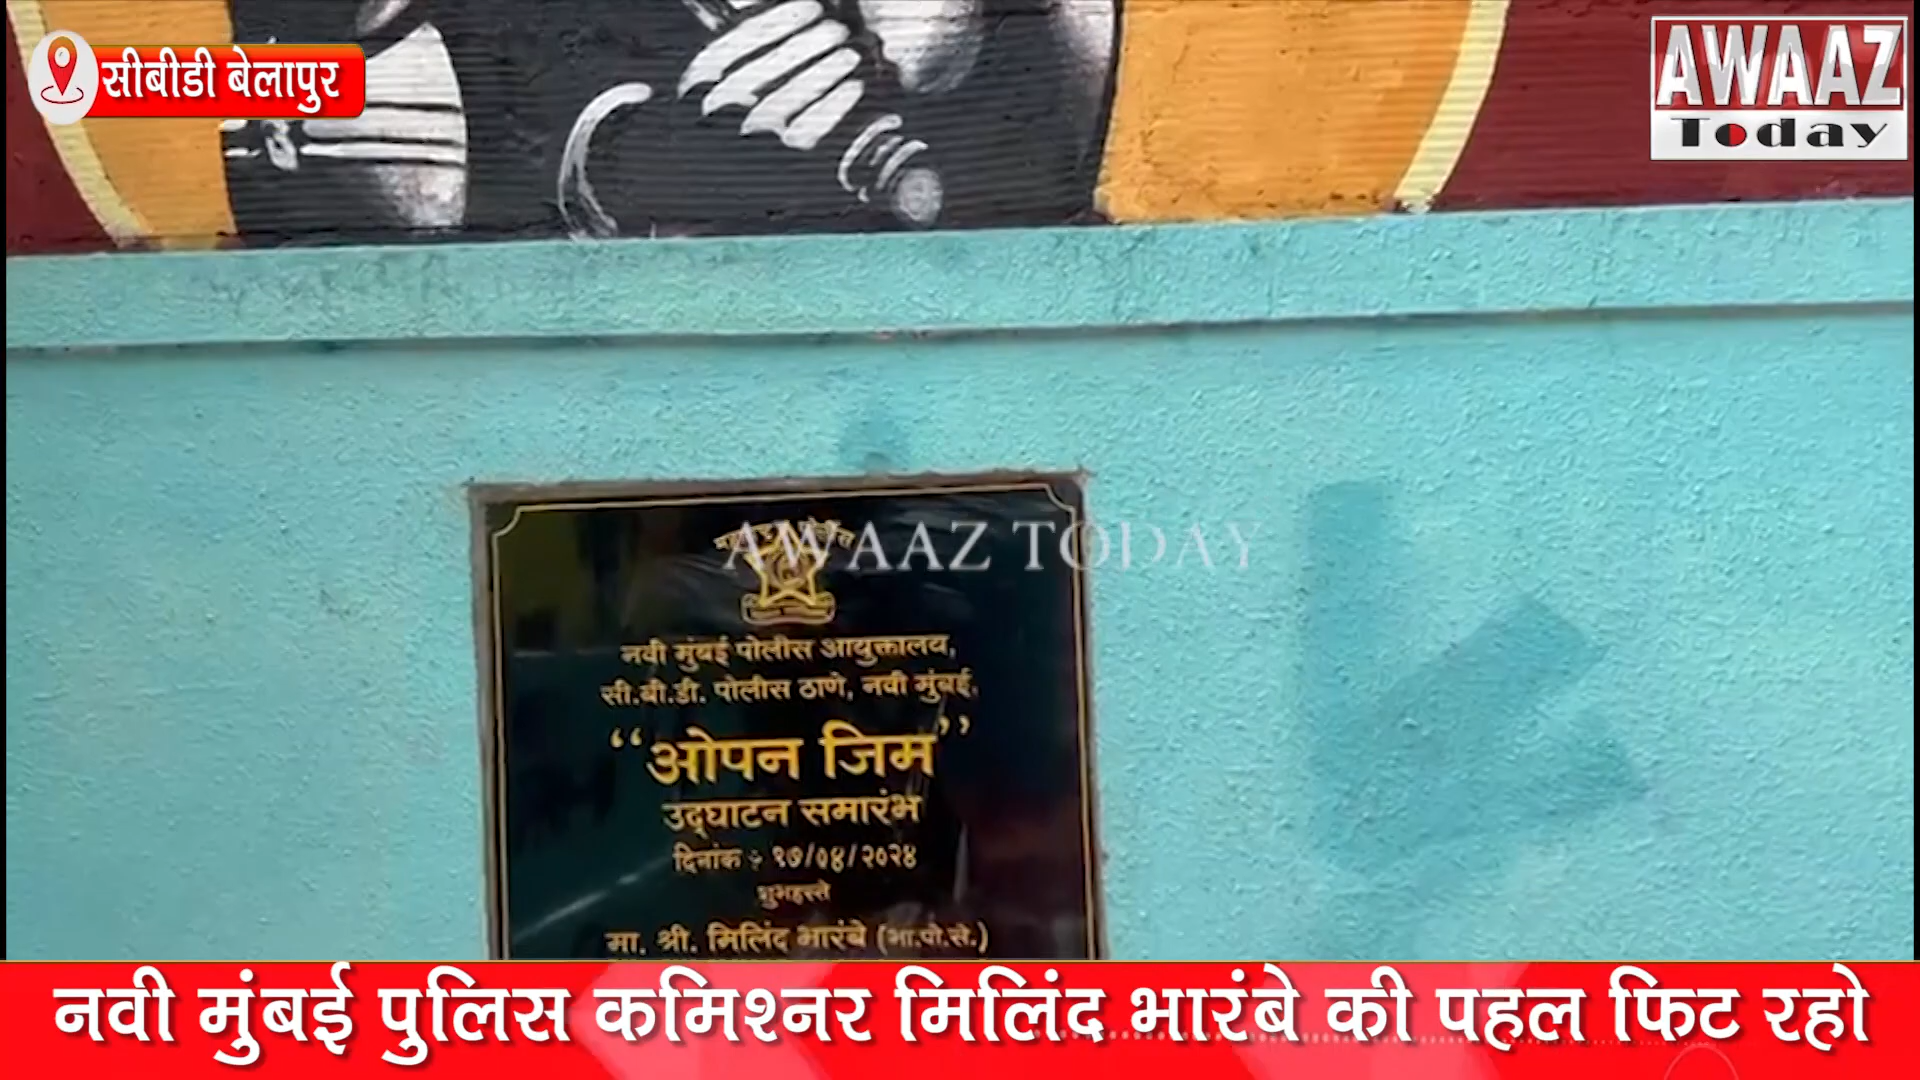 सीबीडी बेलापुर
AWAAZ
Today
AWAAZ TODAY
नवी मुंबई पोलीस आयुक्तालय,
सी.बी.डी. पोलीस ठाणे, नवी मुंबई.
“ओपन जिम”
उद्घाटन समारंभ
दिनांक : १७/०४/२०२४
शुभहस्ते
मा. श्री. मिलिंद भारंबे (भा.पो.से.)
नवी मुंबई पुलिस कमिश्नर मिलिंद भारंबे की पहल फिट रहो